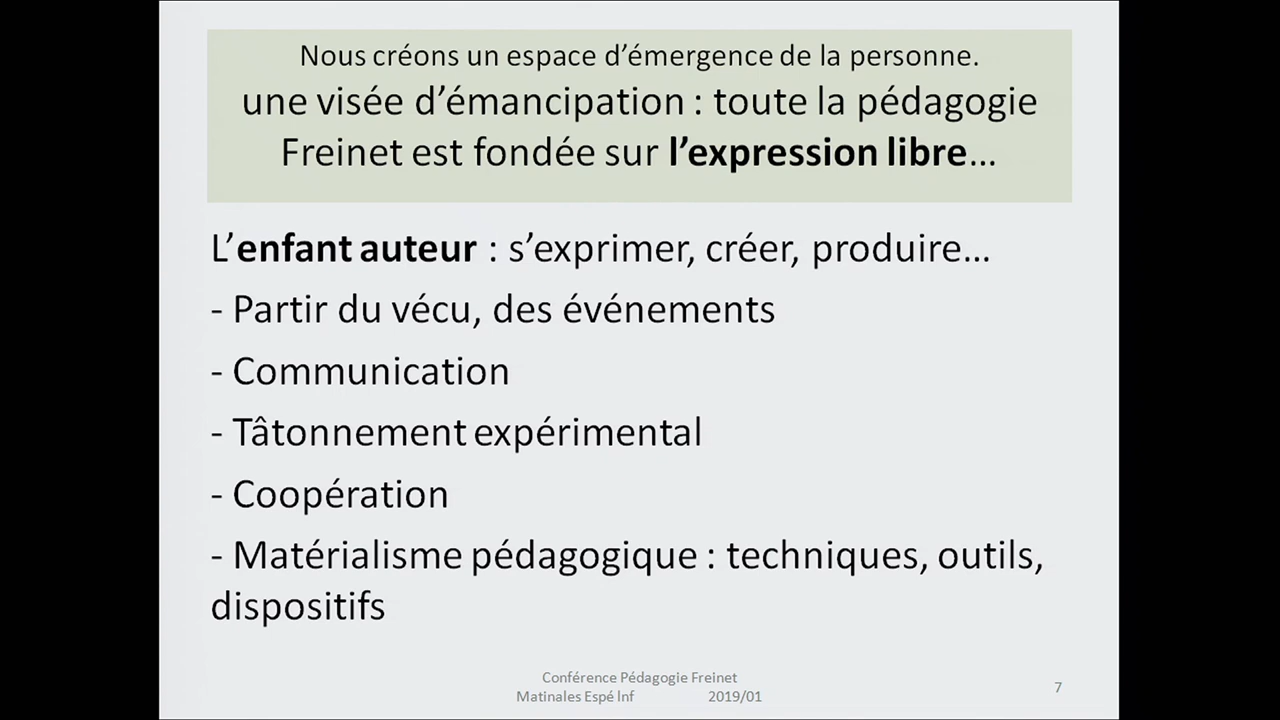 Nous créons un espace d’émergence de la personne.
une visée d’émancipation : toute la pédagogie
Freinet est fondée sur l’expression libre…
L’enfant auteur : s’exprimer, créer, produire…
- Partir du vécu, des événements
- Communication
- Tâtonnement expérimental
- Coopération
- Matérialisme pédagogique : techniques, outils,
dispositifs
Conférence Pédagogie Freinet
Matinales Espé lnf 2019/01
7